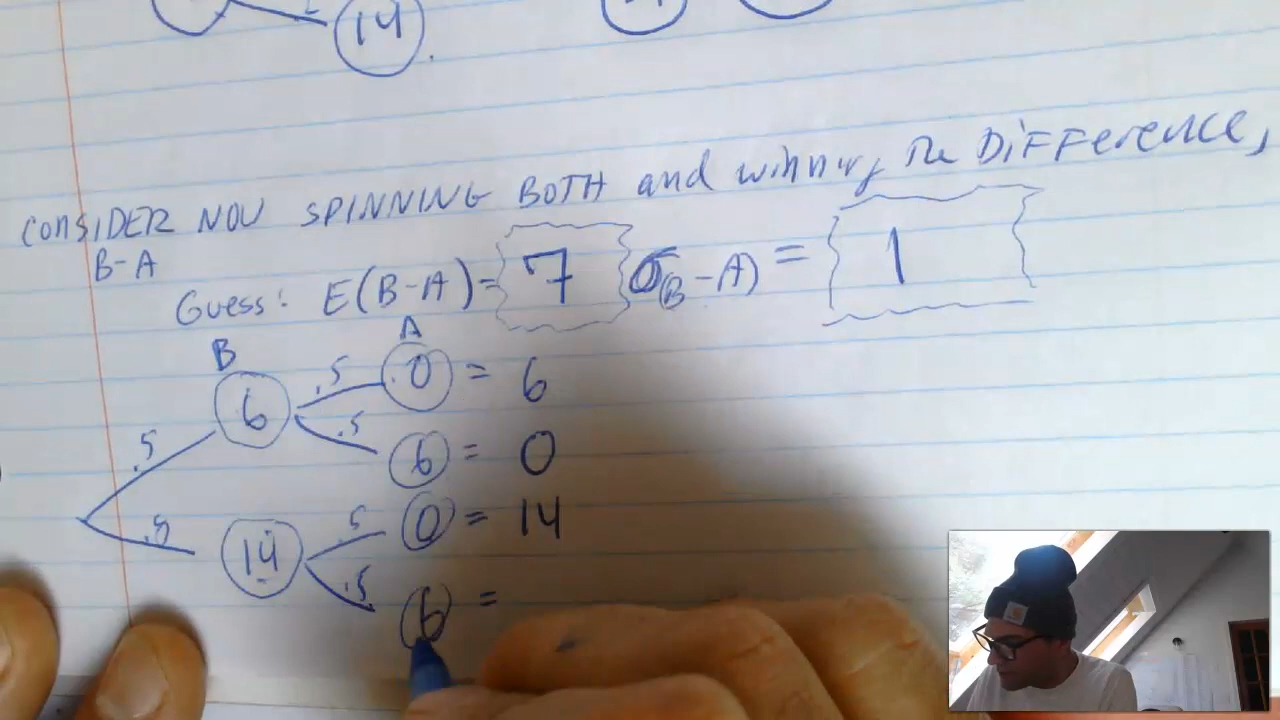 14.
CONSIDER NOW SPINNING BOTH and winning The DiFFerence,
B-A
Guess: E(B-A)= 7 σ(B-A) = 1
B A
6 .5 0 = 6
.5 .5 6 = 0
.5 14 .5 0 = 14
.5 6 =